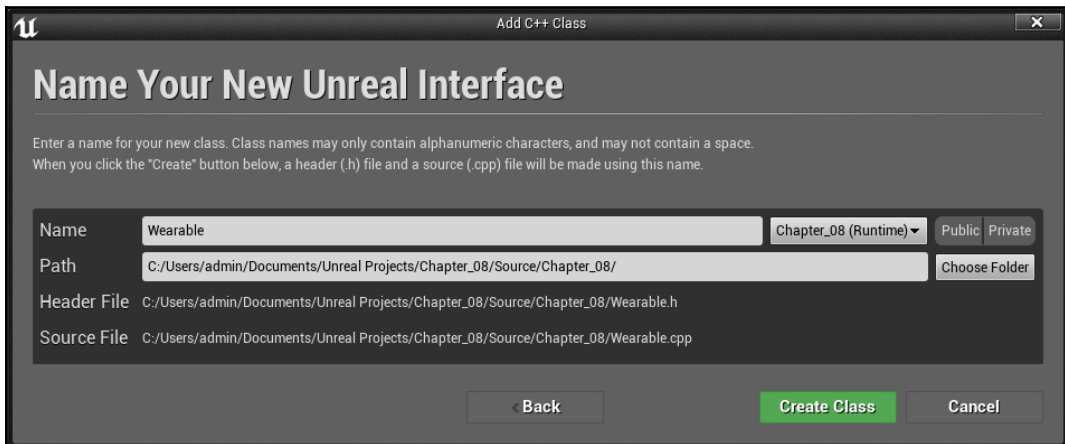 Add C++ Class
Name Your New Unreal Interface
Enter a name for your new class. Class names may only contain alphanumeric characters, and may not contain a space.
When you click the "Create" button below, a header (.h) file and a source (.cpp) file will be made using this name.
Name Wearable Chapter_08 (Runtime) Public Private
Path C:/Users/admin/Documents/Unreal Projects/Chapter_08/Source/Chapter_08/ Choose Folder
Header File C:/Users/admin/Documents/Unreal Projects/Chapter_08/Source/Chapter_08/Wearable.h
Source File C:/Users/admin/Documents/Unreal Projects/Chapter_08/Source/Chapter_08/Wearable.cpp
Back Create Class Cancel